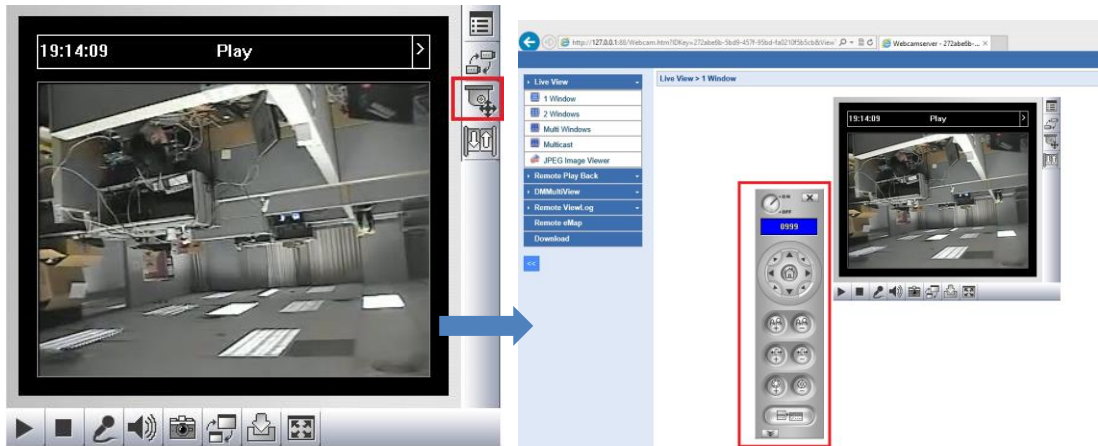 19:14:09 Play >
http://127.0.0.1:88/Webcam.htm?IDKey=272abe6b-5bd9-457f-95bd-fa0210f5b5cb&View
Webcamserver - 272abe6b-...
Live View
1 Window
2 Windows
Multi Windows
Multicast
JPEG Image Viewer
Remote Play Back
DMMultiView
Remote ViewLog
Remote eMap
Download
<<
Live View > 1 Window
ON
OFF
0999
19:14:09 Play >